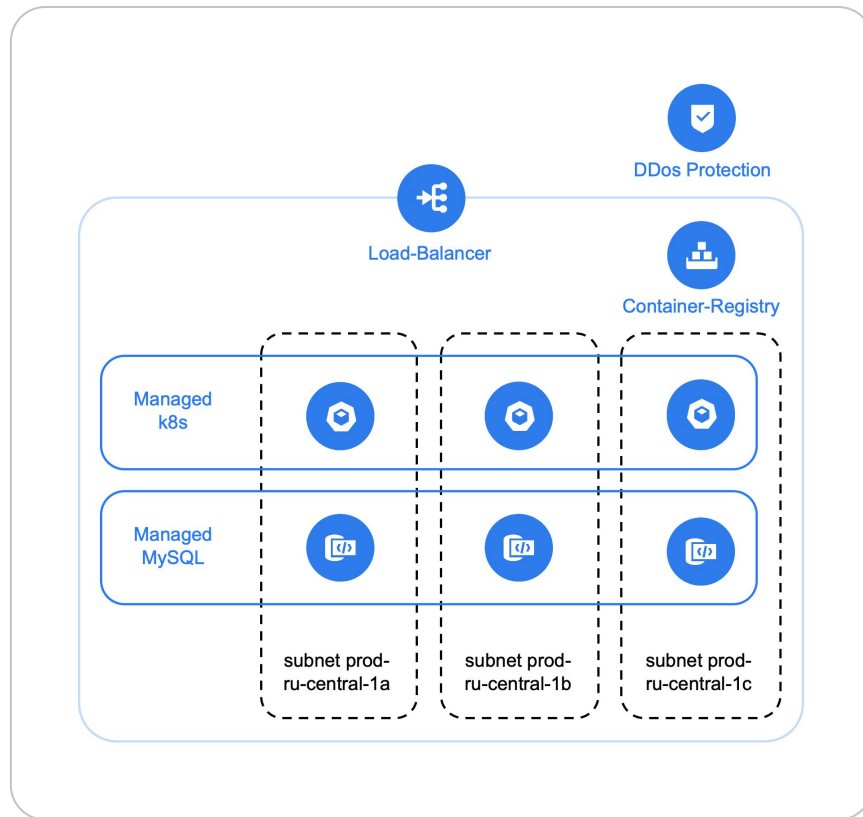 DDos Protection
Load-Balancer
Container-Registry
Managed
k8s
Managed
MySQL
subnet prod-
ru-central-1a
subnet prod-
ru-central-1b
subnet prod-
ru-central-1c